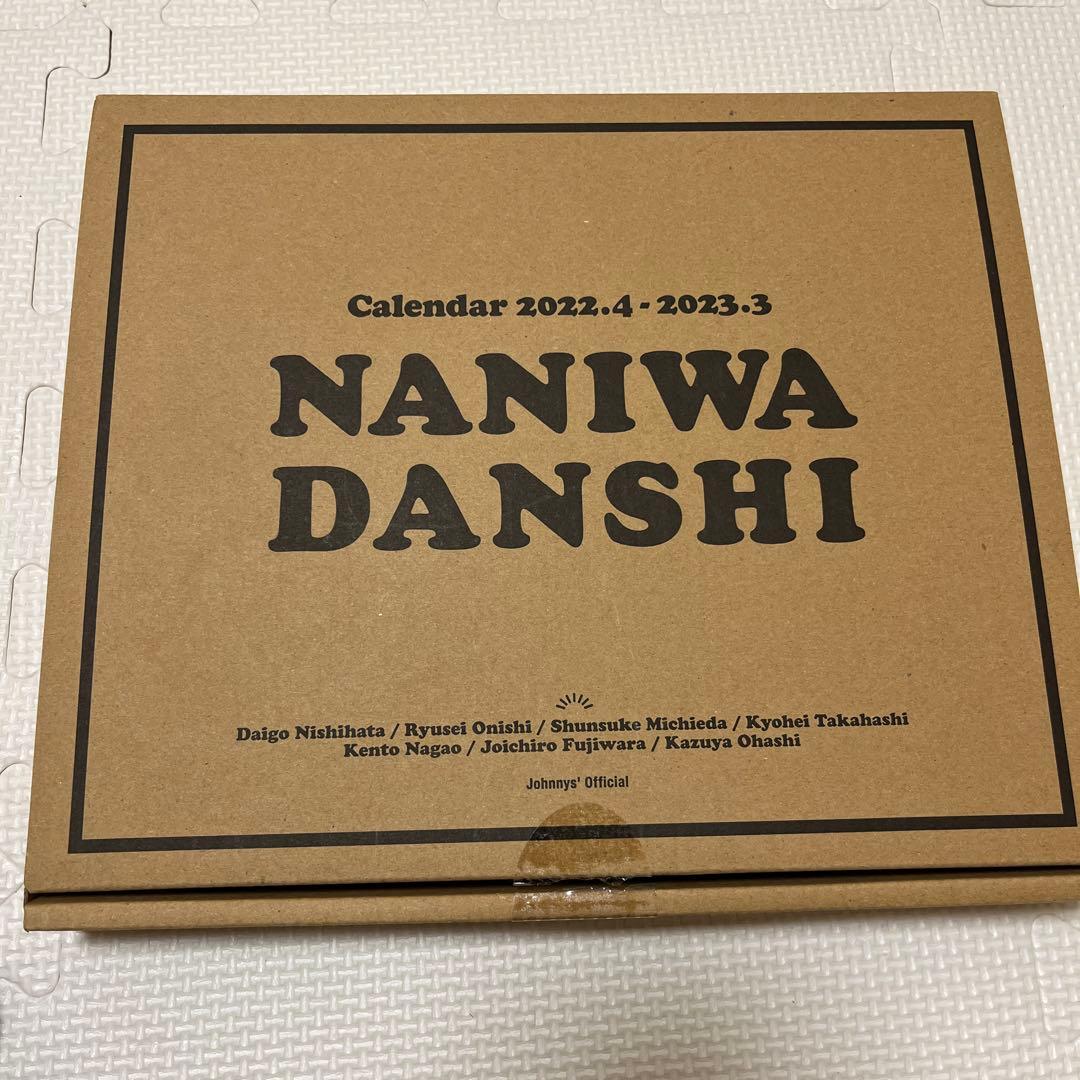 Calendar 2022.4 - 2023.3
NANIWA
DANSHI
Daigo Nishihata / Ryusei Onishi / Shunsuke Michieda / Kyohei Takahashi
Kento Nagao / Joichiro Fujiwara / Kazuya Ohashi
Johnnys' Official